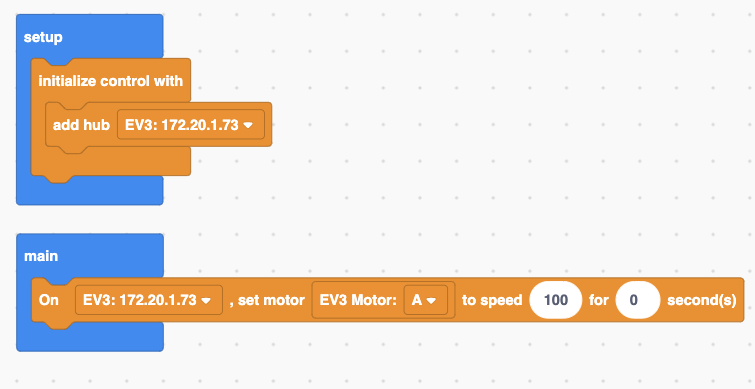 setup
initialize control with
add hub EV3: 172.20.1.73
main
On EV3: 172.20.1.73 , set motor EV3 Motor: A to speed 100 for 0 second(s)